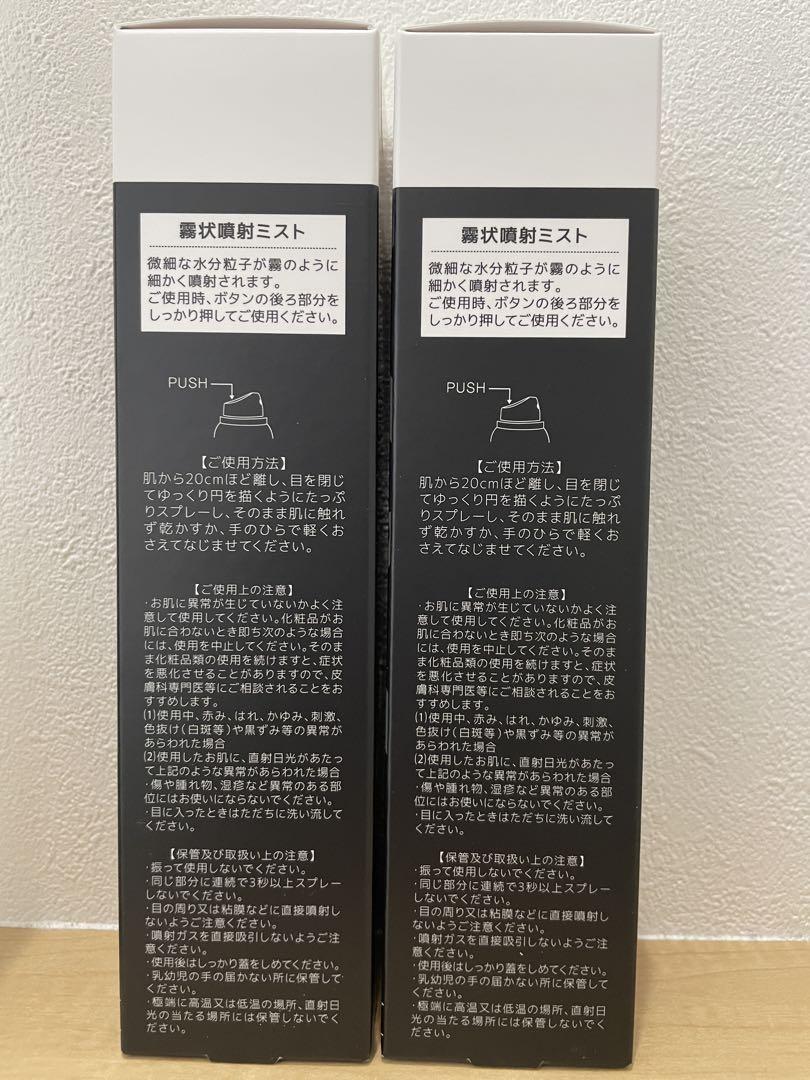 霧状噴射ミスト
微細な水分粒子が霧のように
細かく噴射されます。
ご使用時、ボタンの後ろ部分を
しっかり押してご使用ください。
PUSH
【ご使用方法】
肌から20cmほど離し、目を閉じ
てゆっくり円を描くようにたっぷ
りスプレーし、そのまま肌に触れ
ず乾かすか、手のひらで軽くお
さえてなじませてください。
【ご使用上の注意】
・お肌に異常が生じていないかよく注
意して使用してください。化粧品がお
肌に合わないとき即ち次のような場合
には、使用を中止してください。そのま
ま化粧品類の使用を続けますと、症状
を悪化させることがありますので、皮
膚科専門医等にご相談されることをお
すすめします。
(1)使用中、赤み、はれ、かゆみ、刺激、
色抜け(白斑等)や黒ずみ等の異常が
あらわれた場合
(2)使用したお肌に、直射日光があたっ
て上記のような異常があらわれた場合
・傷や腫れ物、湿疹など異常のある部
位にはお使いにならないでください。
・目に入ったときはただちに洗い流して
ください。
【保管及び取扱い上の注意】
・振って使用しないでください。
・同じ部分に連続で3秒以上スプレー
しないでください。
・目の周り又は粘膜などに直接噴射し
ないようご注意ください。
・噴射ガスを直接吸引しないようご注
意ください。
・使用後はしっかり蓋をしめてください。
・乳幼児の手の届かない所に保管して
ください。
・極端に高温又は低温の場所、直射日
光の当たる場所には保管しないでくだ
さい。
霧状噴射ミスト
微細な水分粒子が霧のように
細かく噴射されます。
ご使用時、ボタンの後ろ部分を
しっかり押してご使用ください。
PUSH
【ご使用方法】
肌から20cmほど離し、目を閉じ
てゆっくり円を描くようにたっぷ
りスプレーし、そのまま肌に触れ
ず乾かすか、手のひらで軽くお
さえてなじませてください。
【ご使用上の注意】
・お肌に異常が生じていないかよく注
意して使用してください。化粧品がお
肌に合わないとき即ち次のような場合
には、使用を中止してください。そのま
ま化粧品類の使用を続けますと、症状
を悪化させることがありますので、皮
膚科専門医等にご相談されることをお
すすめします。
(1)使用中、赤み、はれ、かゆみ、刺激、
色抜け(白斑等)や黒ずみ等の異常が
あらわれた場合
(2)使用したお肌に、直射日光があたっ
て上記のような異常があらわれた場合
・傷や腫れ物、湿疹など異常のある部
位にはお使いにならないでください。
・目に入ったときはただちに洗い流して
ください。
【保管及び取扱い上の注意】
・振って使用しないでください。
・同じ部分に連続で3秒以上スプレー
しないでください。
・目の周り又は粘膜などに直接噴射し
ないようご注意ください。
・噴射ガスを直接吸引しないようご注
意ください。
・使用後はしっかり蓋をしめてください。
・乳幼児の手の届かない所に保管して
ください。
・極端に高温又は低温の場所、直射日
光の当たる場所には保管しないでくだ
さい。